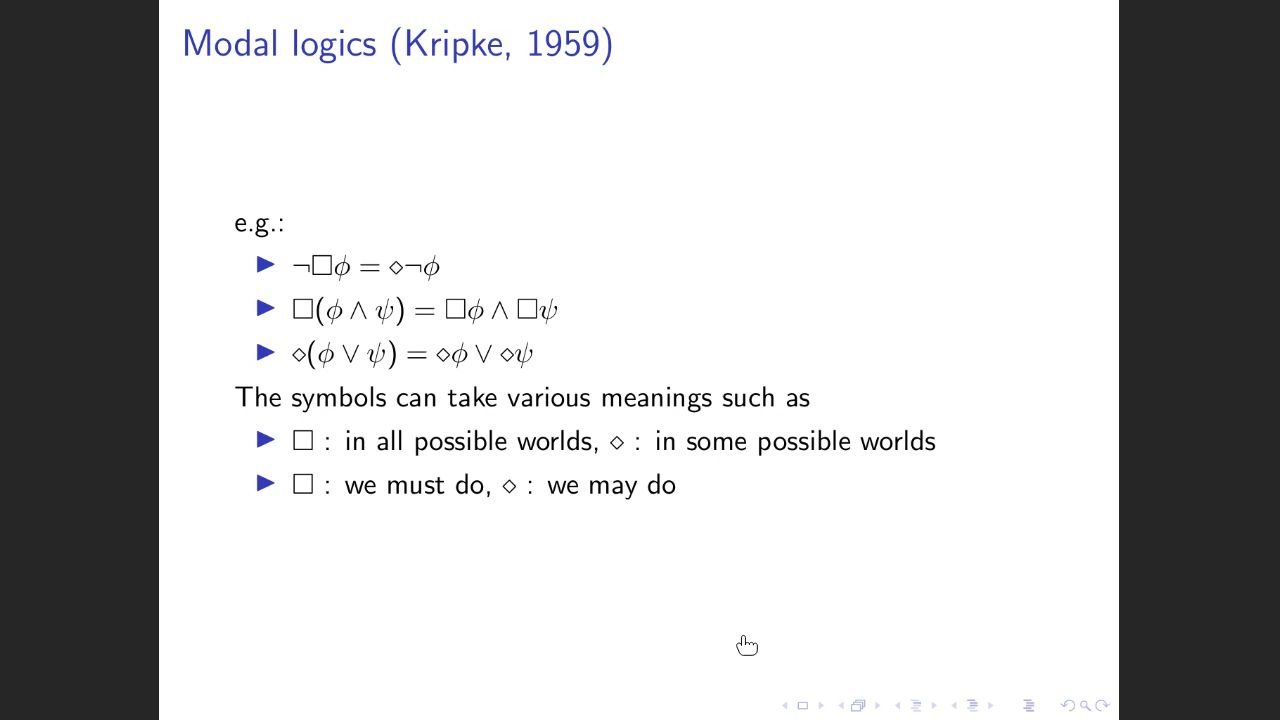 Modal logics (Kripke, 1959)
e.g.:
▶ ¬□ϕ = ⋄¬ϕ
▶ □(ϕ ∧ ψ) = □ϕ ∧ □ψ
▶ ⋄(ϕ ∨ ψ) = ⋄ϕ ∨ ⋄ψ
The symbols can take various meanings such as
▶ □ : in all possible worlds, ⋄ : in some possible worlds
▶ □ : we must do, ⋄ : we may do